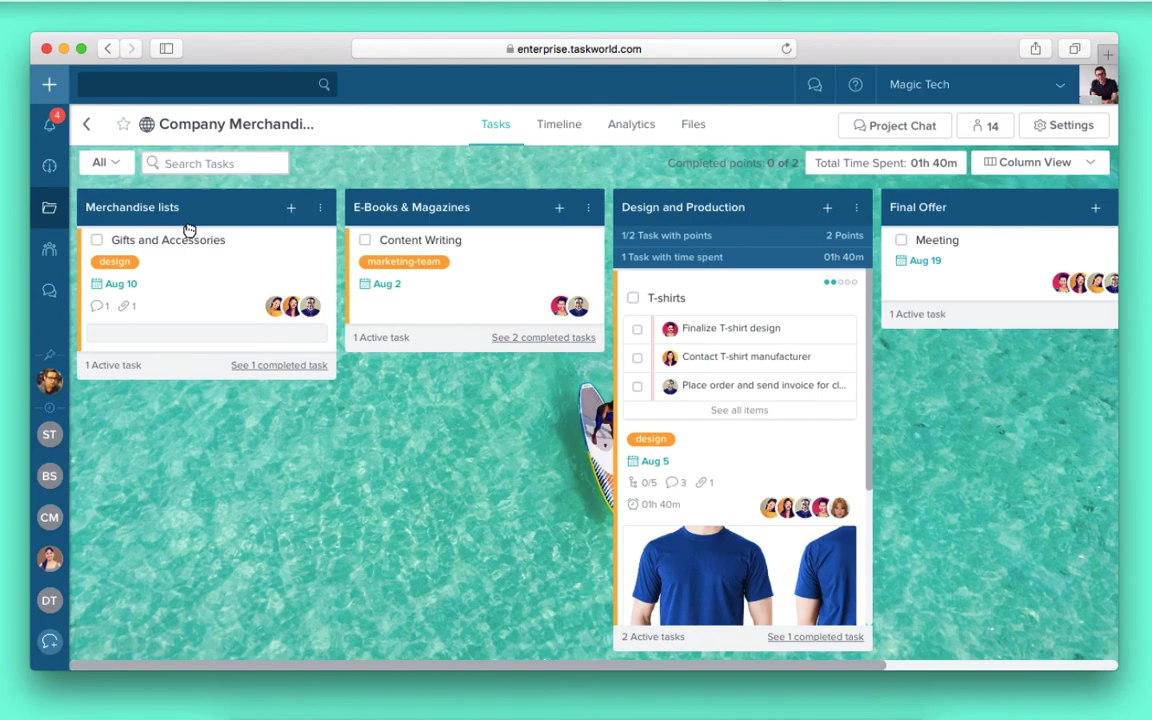 enterprise.taskworld.com
Magic Tech
4
Company Merchandi...
Tasks
Timeline
Analytics
Files
Project Chat
14
Settings
All
Search Tasks
Completed points: 0 of 2
Total Time Spent: 01h 40m
Column View
Merchandise lists
Gifts and Accessories
design
Aug 10
1
1
1 Active task
See 1 completed task
E-Books & Magazines
Content Writing
marketing-team
Aug 2
1 Active task
See 2 completed tasks
Design and Production
1/2 Task with points
2 Points
1 Task with time spent
01h 40m
T-shirts
Finalize T-shirt design
Contact T-shirt manufacturer
Place order and send invoice for cl...
See all items
design
Aug 5
0/5
3
1
01h 40m
2 Active tasks
See 1 completed task
Final Offer
Meeting
Aug 19
1 Active task
ST
BS
CM
DT